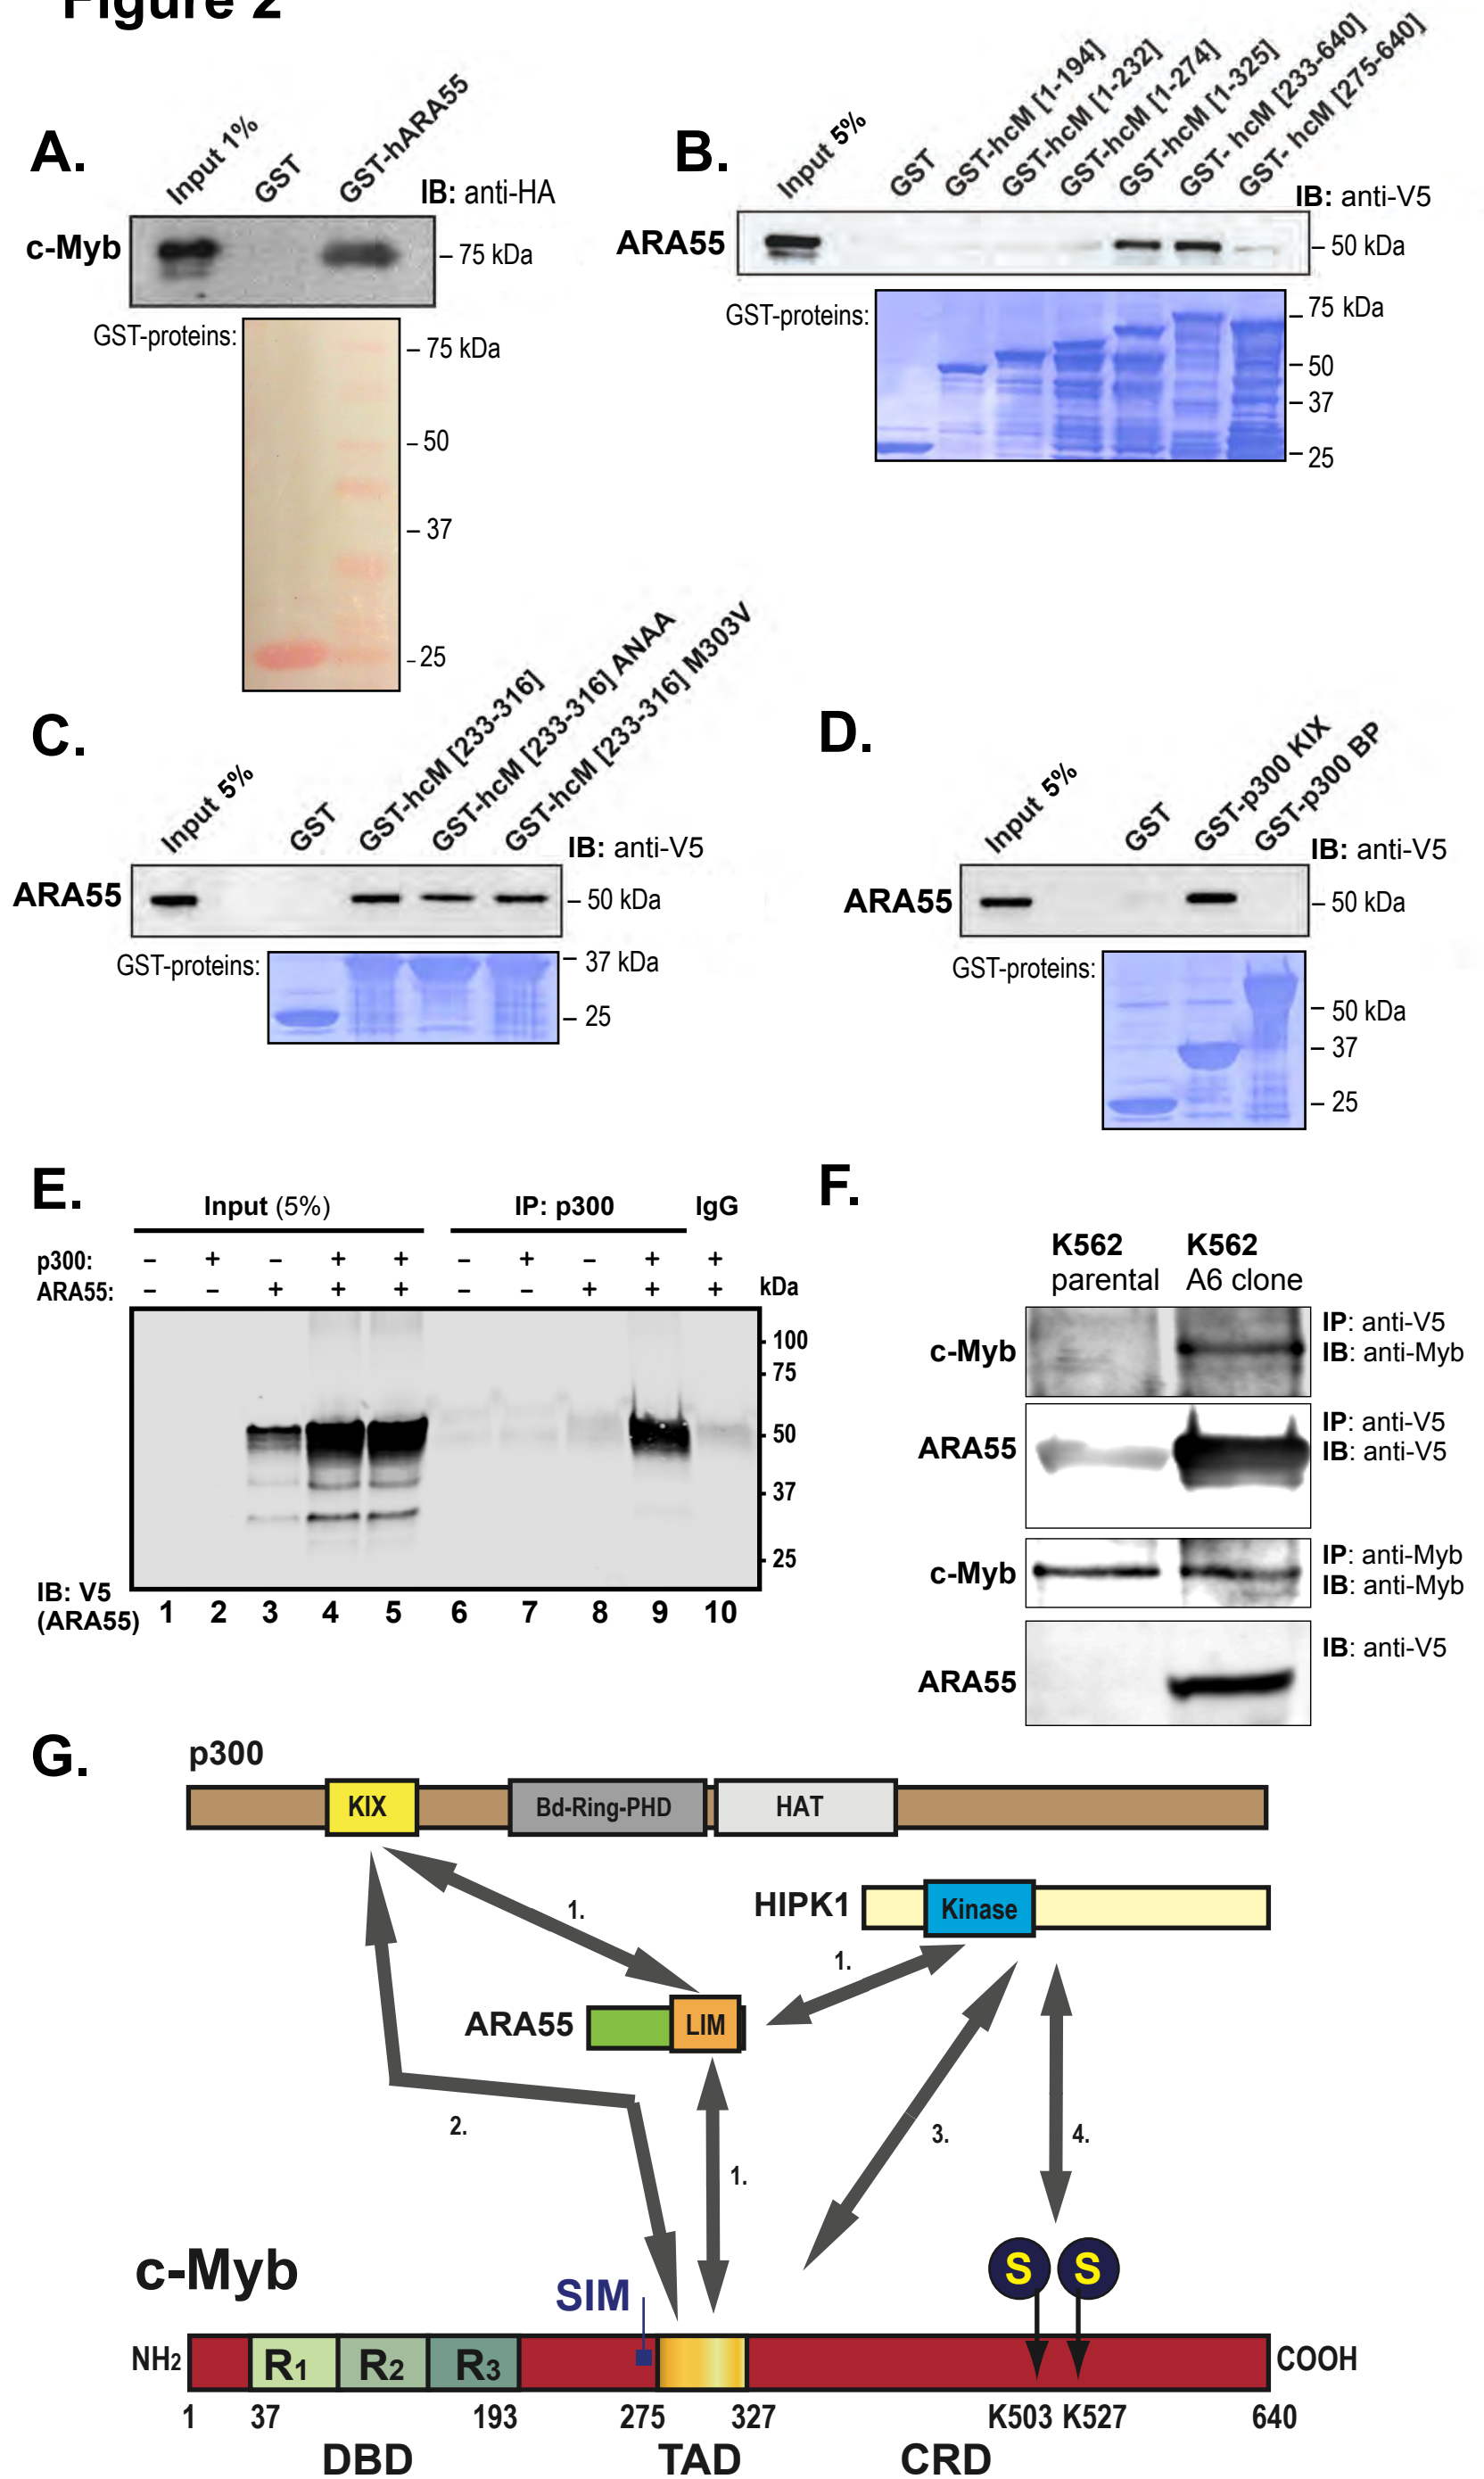 Figure 2
A.
Input 1%
GST
GST-hARA55
IB: anti-HA
c-Myb
– 75 kDa
GST-proteins:
– 75 kDa
– 50
– 37
– 25
B.
Input 5%
GST
GST-hcM [1-194]
GST-hcM [1-232]
GST-hcM [1-274]
GST-hcM [1-325]
GST- hcM [233-640]
GST- hcM [275-640]
IB: anti-V5
ARA55
– 50 kDa
GST-proteins:
– 75 kDa
– 50
– 37
– 25
C.
Input 5%
GST
GST-hcM [233-316]
GST-hcM [233-316] ANAA
GST-hcM [233-316] M303V
IB: anti-V5
ARA55
– 50 kDa
GST-proteins:
– 37 kDa
– 25
D.
Input 5%
GST
GST-p300 KIX
GST-p300 BP
IB: anti-V5
ARA55
– 50 kDa
GST-proteins:
– 50 kDa
– 37
– 25
E.
Input (5%) IP: p300 IgG
p300: – + – + + – + – + +
ARA55: – – + + + – – + + + kDa
100
75
50
37
25
IB: V5
(ARA55)
1 2 3 4 5 6 7 8 9 10
F.
K562 K562
parental A6 clone
c-Myb
IP: anti-V5
IB: anti-Myb
ARA55
IP: anti-V5
IB: anti-V5
c-Myb
IP: anti-Myb
IB: anti-Myb
ARA55
IB: anti-V5
G.
p300
KIX Bd-Ring-PHD HAT
HIPK1 Kinase
1.
1.
ARA55 LIM
2.
3.
4.
1.
c-Myb
SIM
S S
NH2 R1 R2 R3 COOH
1 37 193 275 327 K503 K527 640
DBD TAD CRD